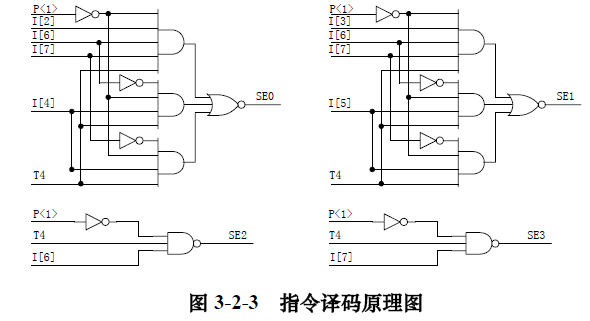 P<1>
I[2]
I[6]
I[7]
I[4]
T4
SE0
P<1>
I[3]
I[6]
I[7]
I[5]
T4
SE1
P<1>
T4
I[6]
SE2
P<1>
T4
I[7]
SE3
图 3-2-3 指令译码原理图